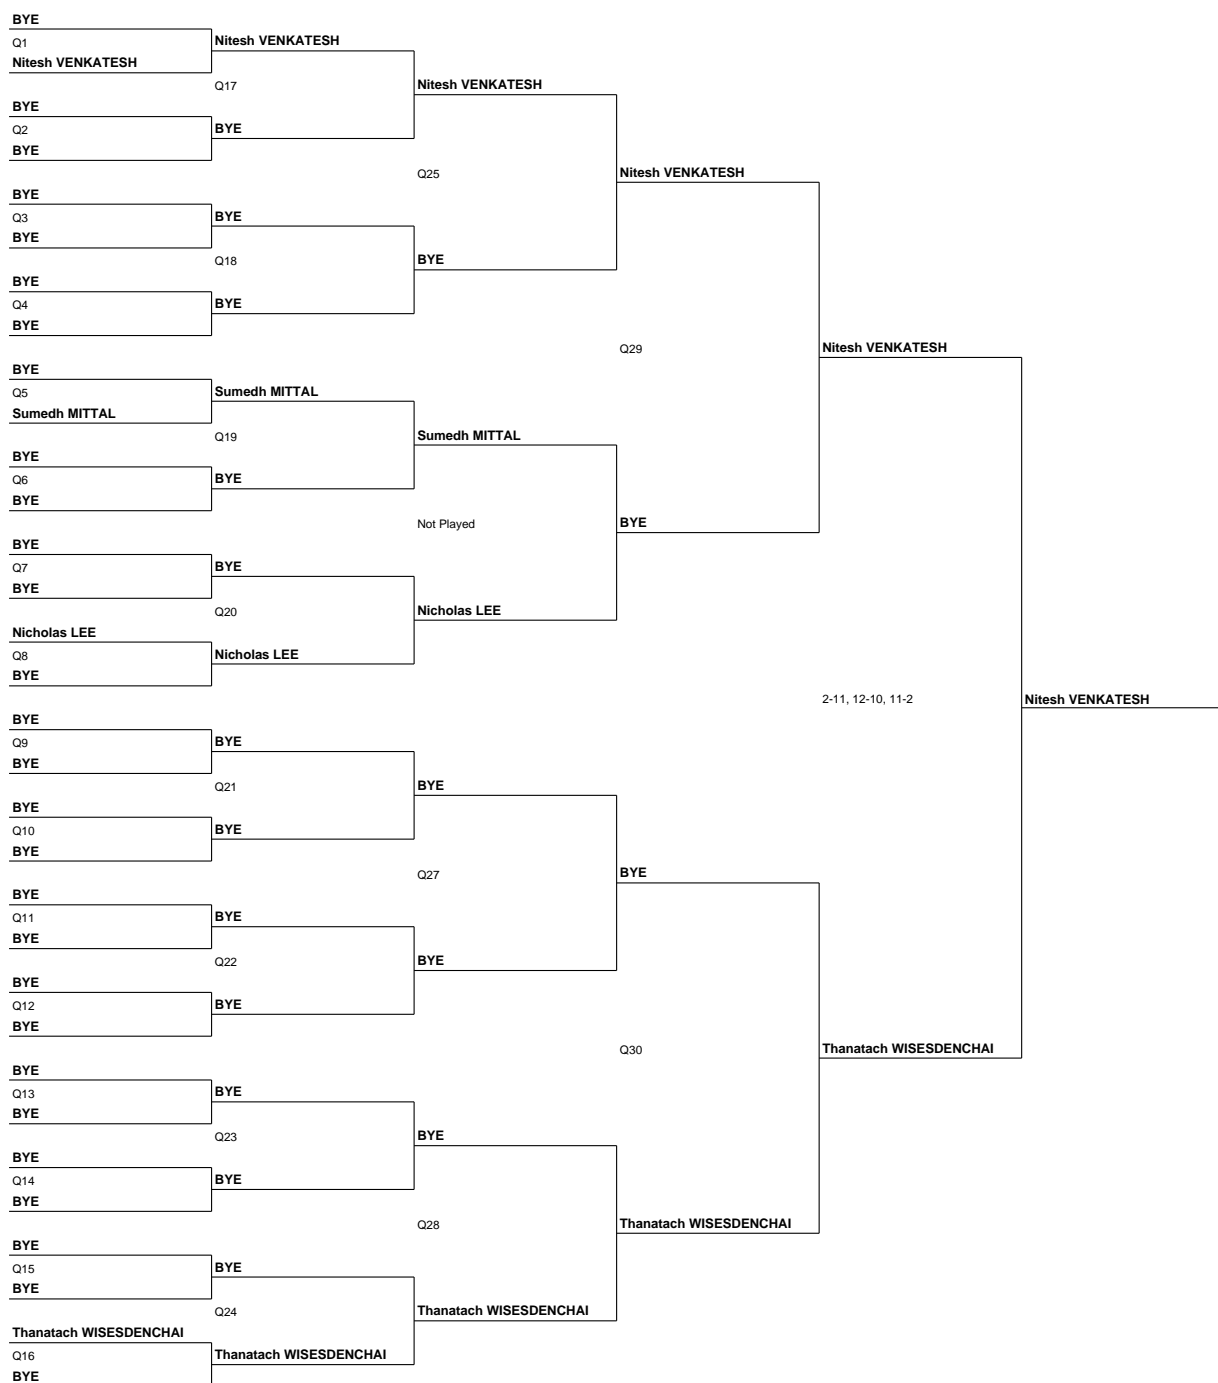 BYE
Q1
Nitesh VENKATESH
Nitesh VENKATESH
Q17
Nitesh VENKATESH
BYE
Q2
BYE
BYE
Q25
Nitesh VENKATESH
BYE
Q3
BYE
BYE
Q18
BYE
BYE
Q4
BYE
BYE
Q29
Nitesh VENKATESH
BYE
Q5
Sumedh MITTAL
Sumedh MITTAL
Q19
Sumedh MITTAL
BYE
Q6
BYE
BYE
Not Played
BYE
BYE
Q7
BYE
BYE
Q20
Nicholas LEE
Nicholas LEE
Q8
Nicholas LEE
BYE
2-11, 12-10, 11-2
Nitesh VENKATESH
BYE
Q9
BYE
BYE
Q21
BYE
BYE
Q10
BYE
BYE
Q27
BYE
BYE
Q11
BYE
BYE
Q22
BYE
BYE
Q12
BYE
BYE
Q30
Thanatach WISESDENCHAI
BYE
Q13
BYE
BYE
Q23
BYE
BYE
Q14
BYE
BYE
Q28
Thanatach WISESDENCHAI
BYE
Q15
BYE
BYE
Q24
Thanatach WISESDENCHAI
Thanatach WISESDENCHAI
Q16
Thanatach WISESDENCHAI
BYE